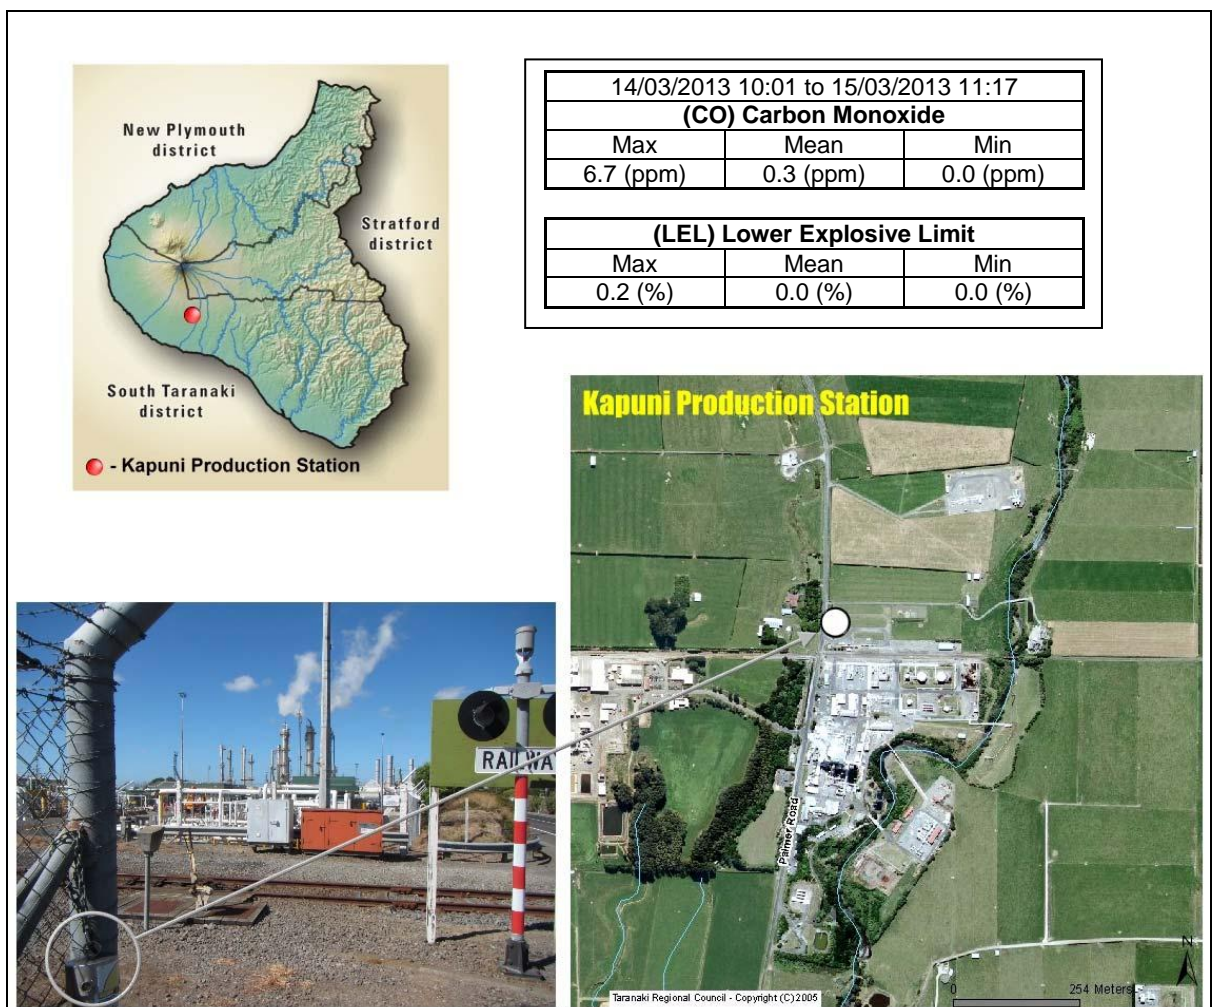 New Plymouth
district
Stratford
district
South Taranaki
district
- Kapuni Production Station
14/03/2013 10:01 to 15/03/2013 11:17
(CO) Carbon Monoxide
Max Mean Min
6.7 (ppm) 0.3 (ppm) 0.0 (ppm)
(LEL) Lower Explosive Limit
Max Mean Min
0.2 (%) 0.0 (%) 0.0 (%)
Kapuni Production Station
Palmer Road
N
0 254 Meters
Taranaki Regional Council - Copyright (C) 2005
RAILWA